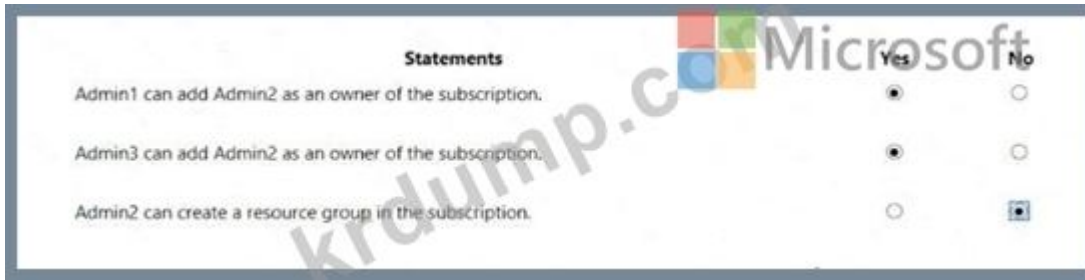 Microsoft
Statements Yes No
Admin1 can add Admin2 as an owner of the subscription.
Admin3 can add Admin2 as an owner of the subscription.
Admin2 can create a resource group in the subscription.
krdump.com